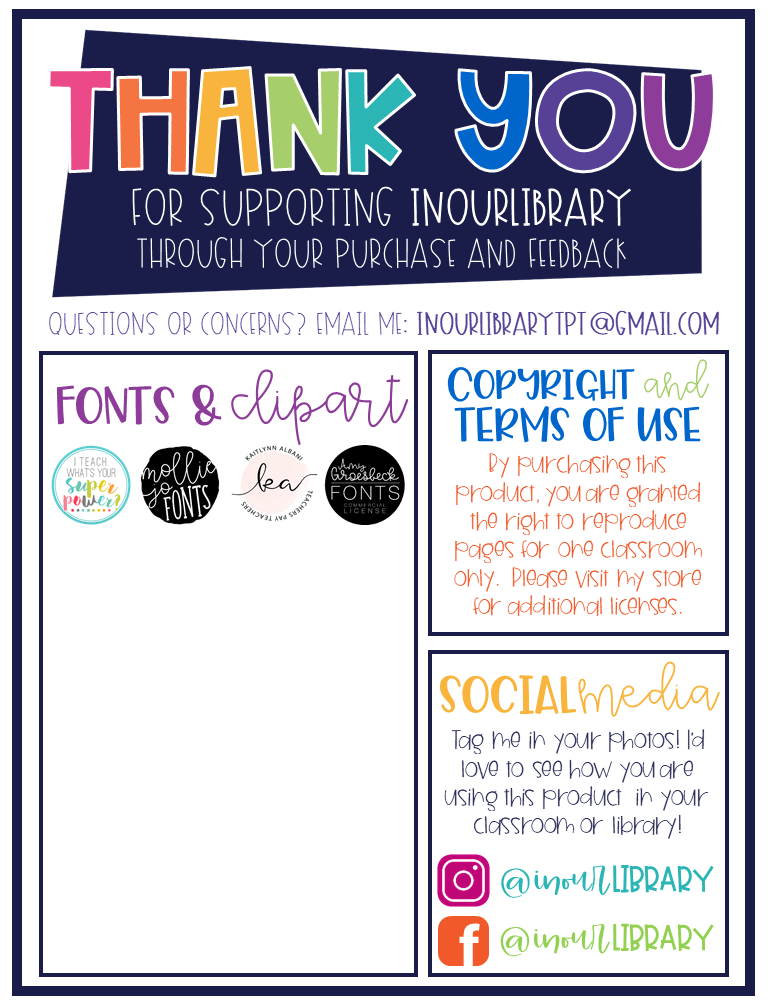 THANK YOU
FOR SUPPORTING INOURLIBRARY
THROUGH YOUR PURCHASE AND FEEDBACK
QUESTIONS OR CONCERNS? EMAIL ME: INOURLIBRARYTPT@GMAIL.COM
FONTS & clipart
I TEACH.
WHAT'S YOUR
super
power?
mollie
jo
FONTS
KAITLYNN ALBANI
kea
TEACHERS PAY TEACHERS
Amy
Groesbeck
FONTS
COMMERCIAL
LICENSE
COPYRIGHT and
TERMS OF USE
By purchasing this
product, you are granted
the right to reproduce
pages for one classroom
only. Please visit my store
for additional licenses.
SOCIAL media
Tag me in your photos! I'd
love to see how you are
using this product in your
classroom or library!
@inourLIBRARY
@inourLIBRARY